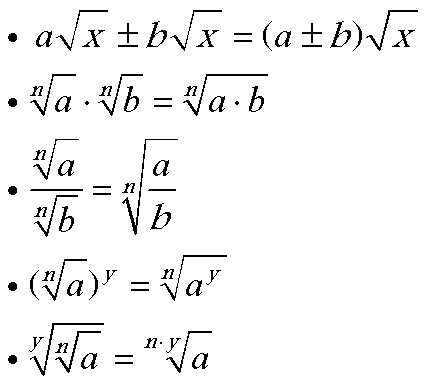 • a√x ± b√x = (a ± b)√x
• ⁿ√a · ⁿ√b = ⁿ√(a · b)
• ⁿ√a / ⁿ√b = ⁿ√(a / b)
• (ⁿ√a)ʸ = ⁿ√(aʸ)
• ʸ√(ⁿ√a) = ⁿ·ʸ√a